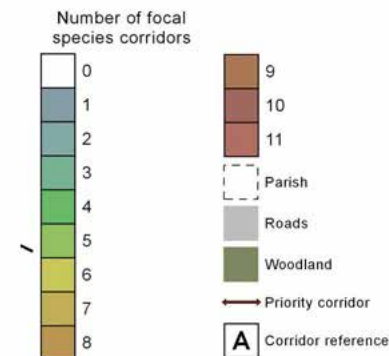 Number of focal
species corridors
0
1
2
3
4
5
6
7
8
9
10
11
Parish
Roads
Woodland
Priority corridor
A Corridor reference